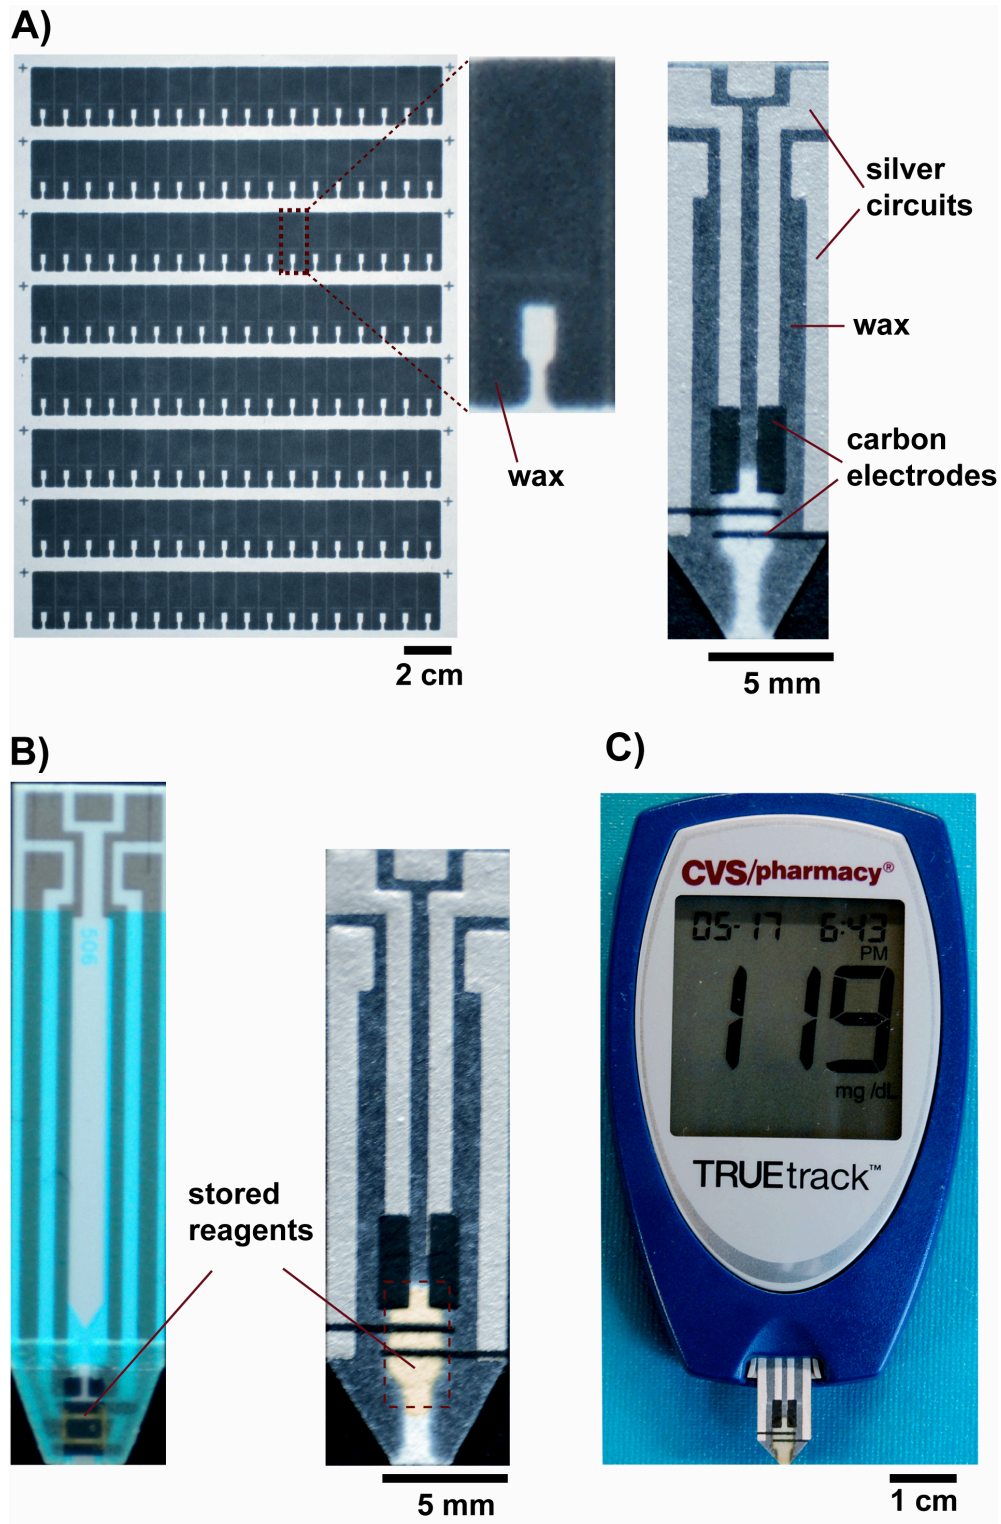 A)
silver
circuits
wax
carbon
electrodes
wax
2 cm
5 mm
B)
C)
506
stored
reagents
5 mm
CVS/pharmacy®
05-17 6:43
PM
119
mg/dL
TRUEtrack™
1 cm